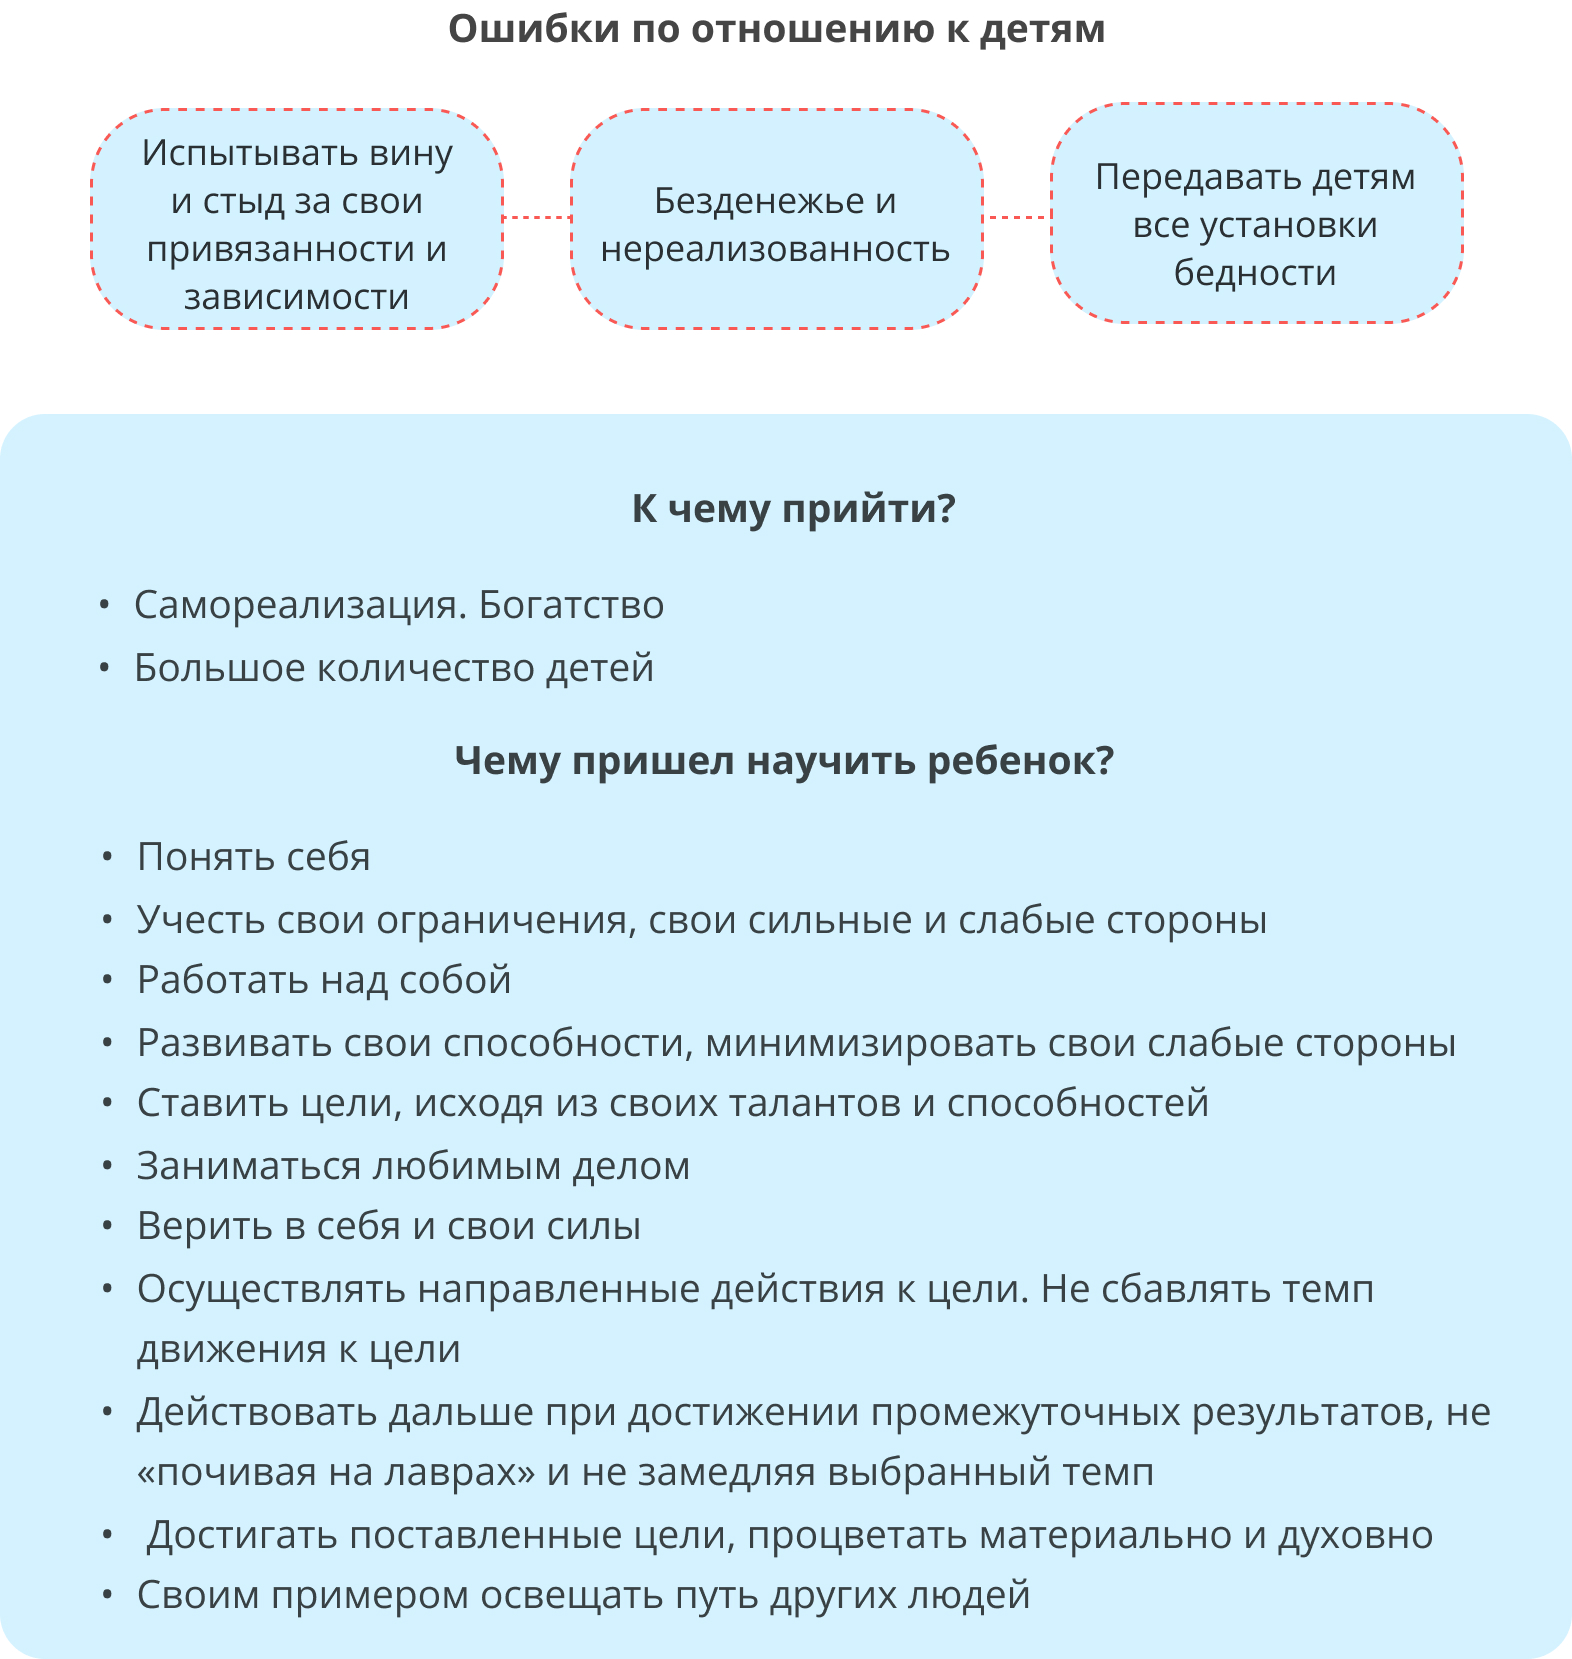 Ошибки по отношению к детям
Испытывать вину
и стыд за свои
привязанности и
зависимости
Безденежье и
нереализованность
Передавать детям
все установки
бедности
К чему прийти?
• Самореализация. Богатство
• Большое количество детей
Чему пришел научить ребенок?
• Понять себя
• Учесть свои ограничения, свои сильные и слабые стороны
• Работать над собой
• Развивать свои способности, минимизировать свои слабые стороны
• Ставить цели, исходя из своих талантов и способностей
• Заниматься любимым делом
• Верить в себя и свои силы
• Осуществлять направленные действия к цели. Не сбавлять темп
движения к цели
• Действовать дальше при достижении промежуточных результатов, не
«почивая на лаврах» и не замедляя выбранный темп
• Достигать поставленные цели, процветать материально и духовно
• Своим примером освещать путь других людей